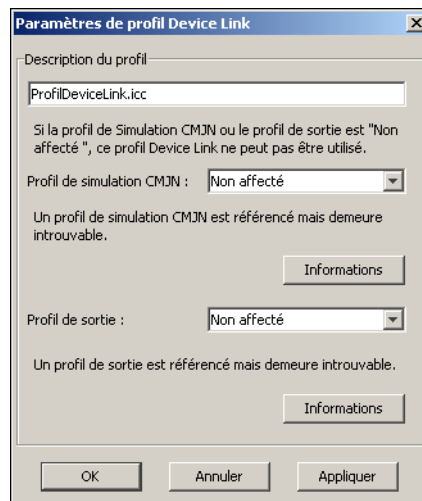 Paramètres de profil Device Link
Description du profil
ProfilDeviceLink.icc
Si la profil de Simulation CMJN ou le profil de sortie est "Non
affecté ", ce profil Device Link ne peut pas être utilisé.
Profil de simulation CMJN : Non affecté
Un profil de simulation CMJN est référencé mais demeure
introuvable.
Informations
Profil de sortie : Non affecté
Un profil de sortie est référencé mais demeure introuvable.
Informations
OK Annuler Appliquer